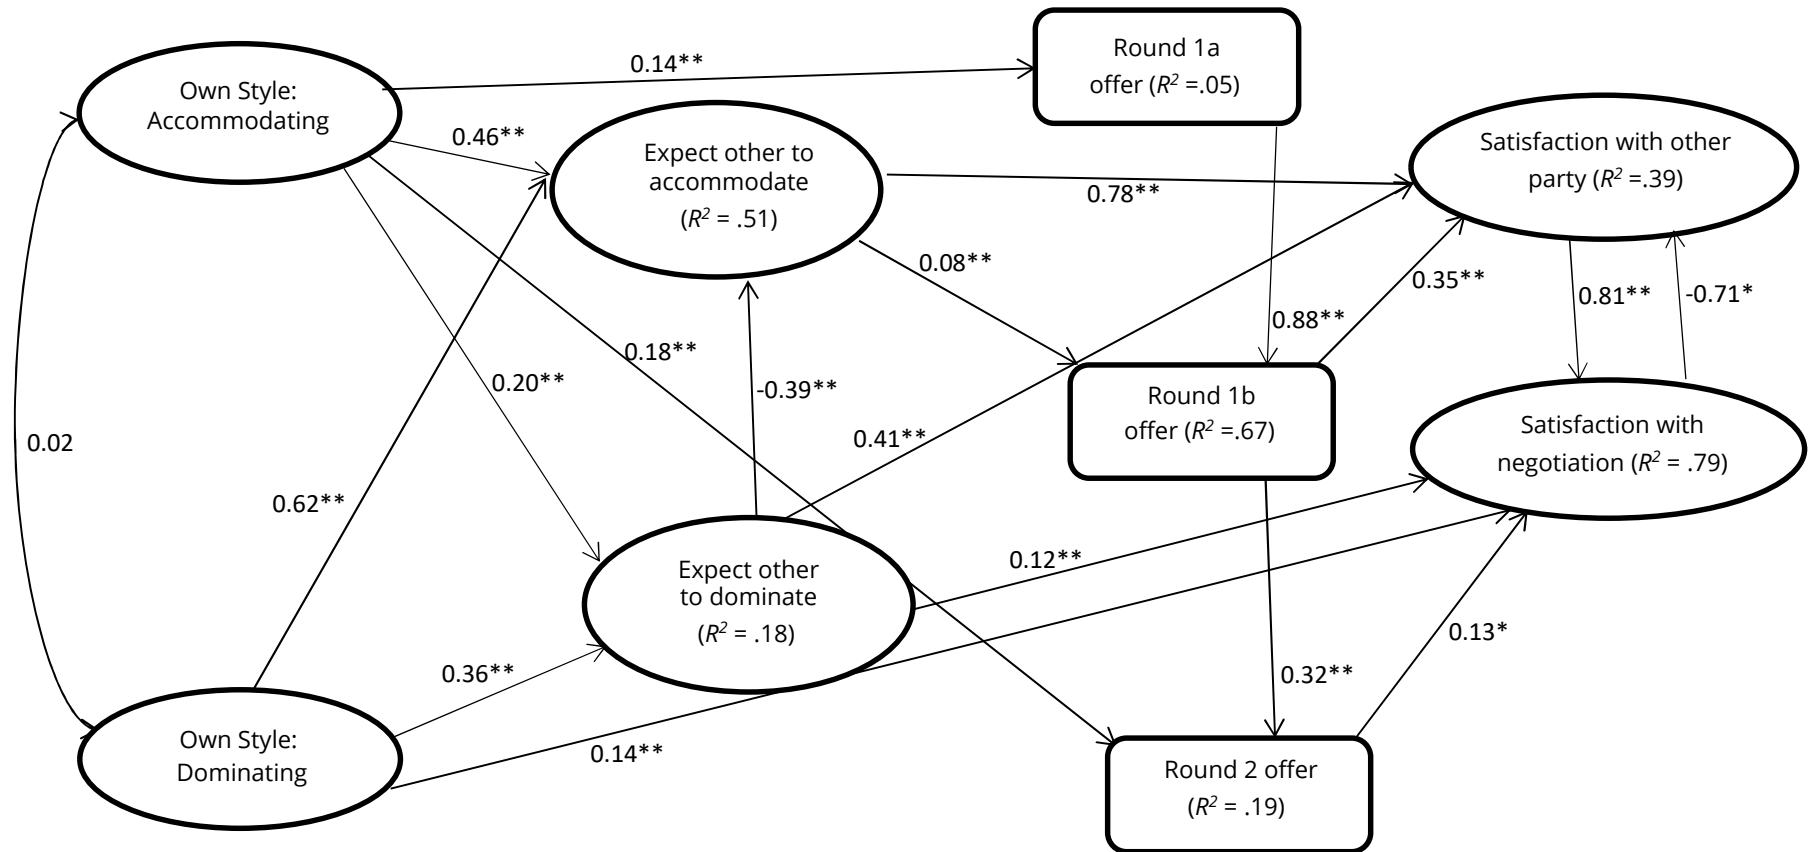 Round 1a
offer (R² =.05)
0.14**
Own Style:
Accommodating
0.46**
Expect other to
accommodate
(R² = .51)
Satisfaction with other
party (R² =.39)
0.78**
0.08**
0.35**
0.81**
-0.71*
0.88**
0.18**
0.20**
-0.39**
Round 1b
offer (R² =.67)
0.41**
0.02
Satisfaction with
negotiation (R² = .79)
0.62**
0.12**
Expect other
to dominate
(R² = .18)
0.13*
0.36**
0.32**
Own Style:
Dominating
0.14**
Round 2 offer
(R² = .19)